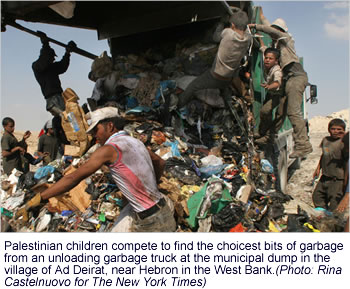 Palestinian children compete to find the choicest bits of garbage
from an unloading garbage truck at the municipal dump in the
village of Ad Deirat, near Hebron in the West Bank.(Photo: Rina
Castelnuovo for The New York Times)